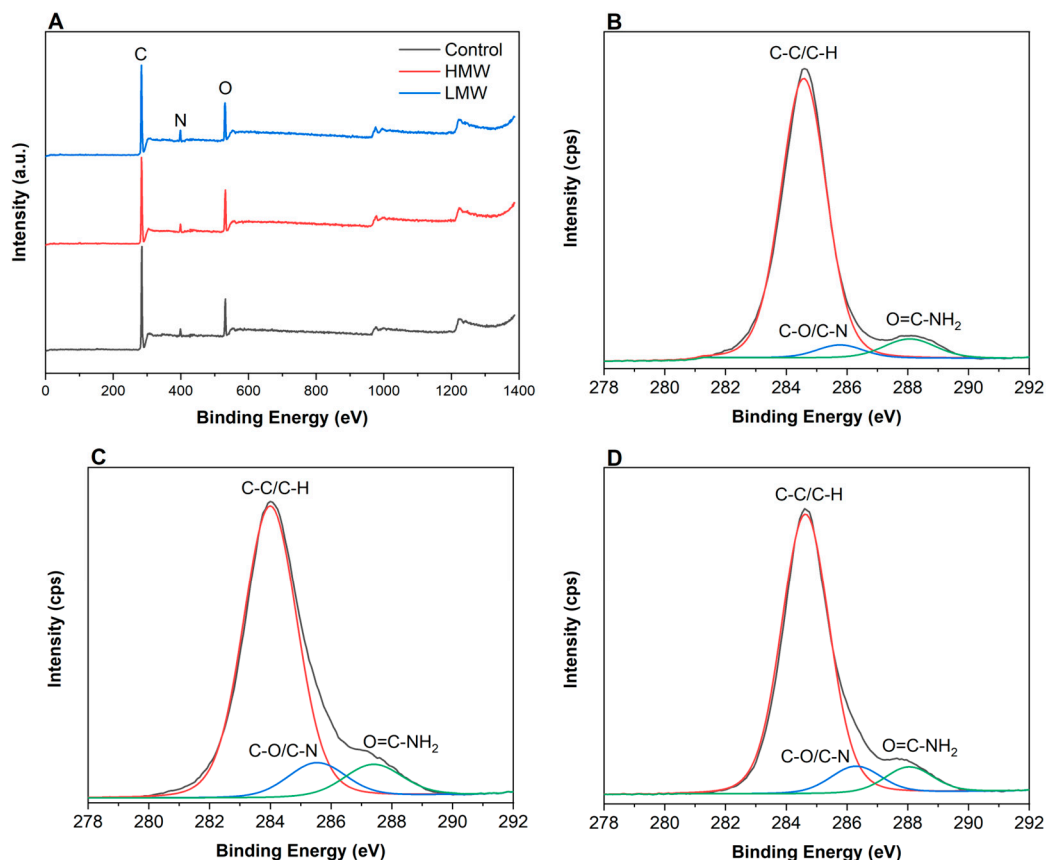 A
C
N
O
Control
HMW
LMW
Intensity (a.u.)
0 200 400 600 800 1000 1200 1400
Binding Energy (eV)
B
C-C/C-H
C-O/C-N
O=C-NH₂
Intensity (cps)
278 280 282 284 286 288 290 292
Binding Energy (eV)
C
C-C/C-H
C-O/C-N
O=C-NH₂
Intensity (cps)
278 280 282 284 286 288 290 292
Binding Energy (eV)
D
C-C/C-H
C-O/C-N
O=C-NH₂
Intensity (cps)
278 280 282 284 286 288 290 292
Binding Energy (eV)